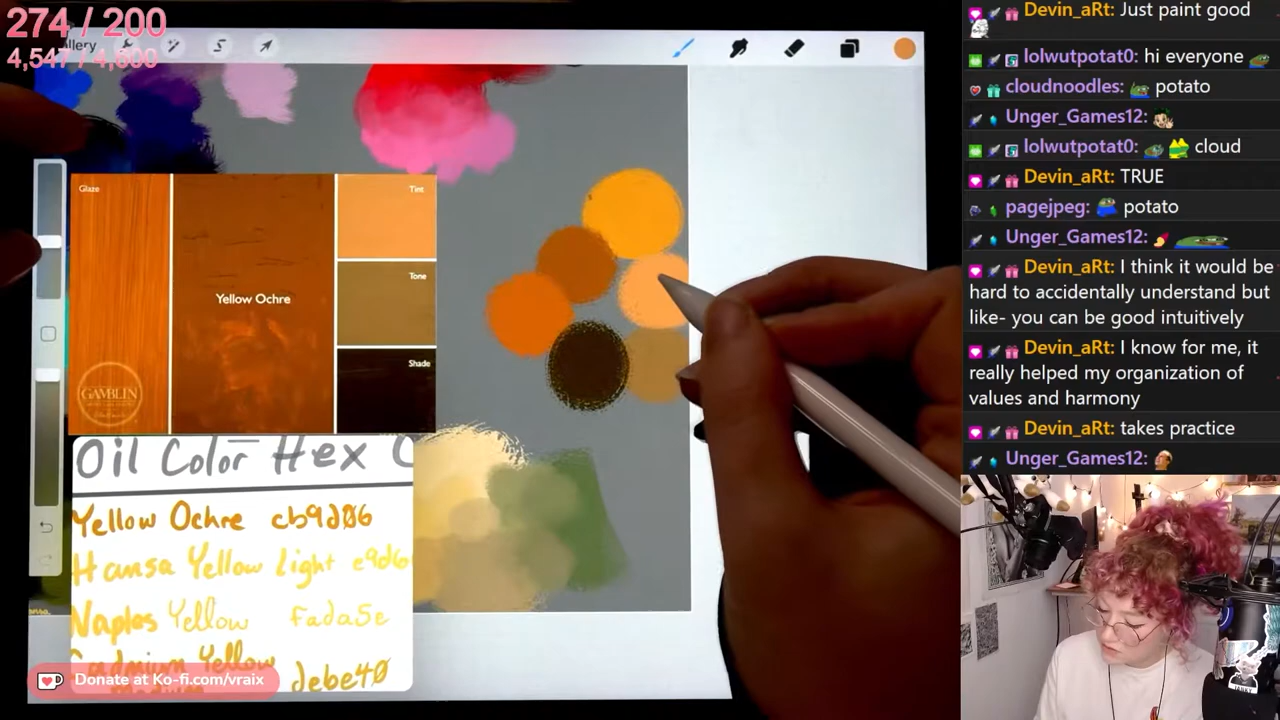 274 / 200
4,547 / 4,800
allery
Glaze
Tint
Tone
Yellow Ochre
Shade
GAMBLIN
Oil Color Hex C
Yellow Ochre cb9d06
Hansa Yellow Light e9d6
Naples Yellow fada5e
Cadmium Yellow
debe40
Donate at Ko-fi.com/vraix
Devin_aRt: Just paint good
lolwutpotat0: hi everyone
cloudnoodles: potato
Unger_Games12:
lolwutpotat0: cloud
Devin_aRt: TRUE
pagejpeg: potato
Unger_Games12:
Devin_aRt: I think it would be
hard to accidentally understand but
like- you can be good intuitively
Devin_aRt: I know for me, it
really helped my organization of
values and harmony
Devin_aRt: takes practice
Unger_Games12: